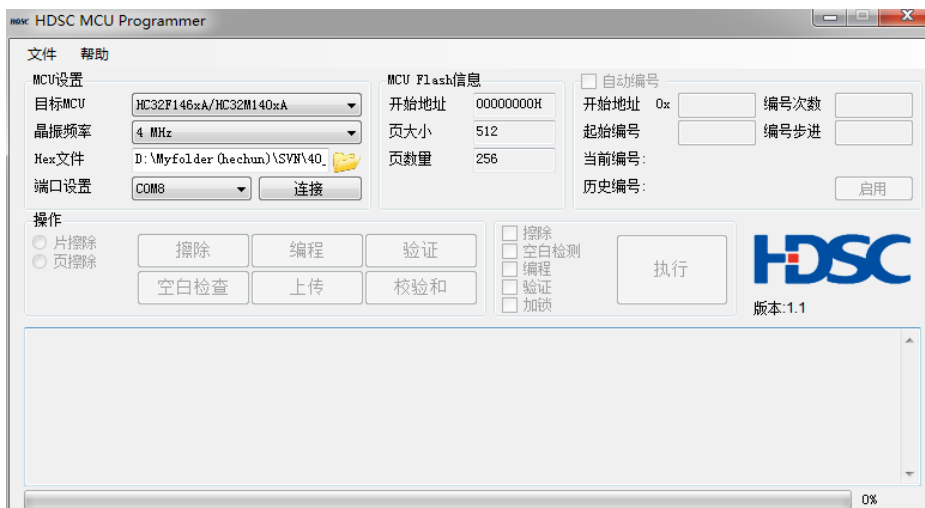 HDSC HDSC MCU Programmer
文件 帮助
MCU设置
目标MCU HC32F146xA/HC32M140xA
晶振频率 4 MHz
Hex文件 D:\Myfolder(hechun)\SVN\40_
端口设置 COM8 连接
MCU Flash信息
开始地址 00000000H
页大小 512
页数量 256
自动编号
开始地址 0x 编号次数
起始编号 编号步进
当前编号:
历史编号: 启用
操作
片擦除
页擦除
擦除 编程 验证
空白检查 上传 校验和
擦除
空白检测
编程
验证
加锁
执行
HDSC
版本:1.1
0%